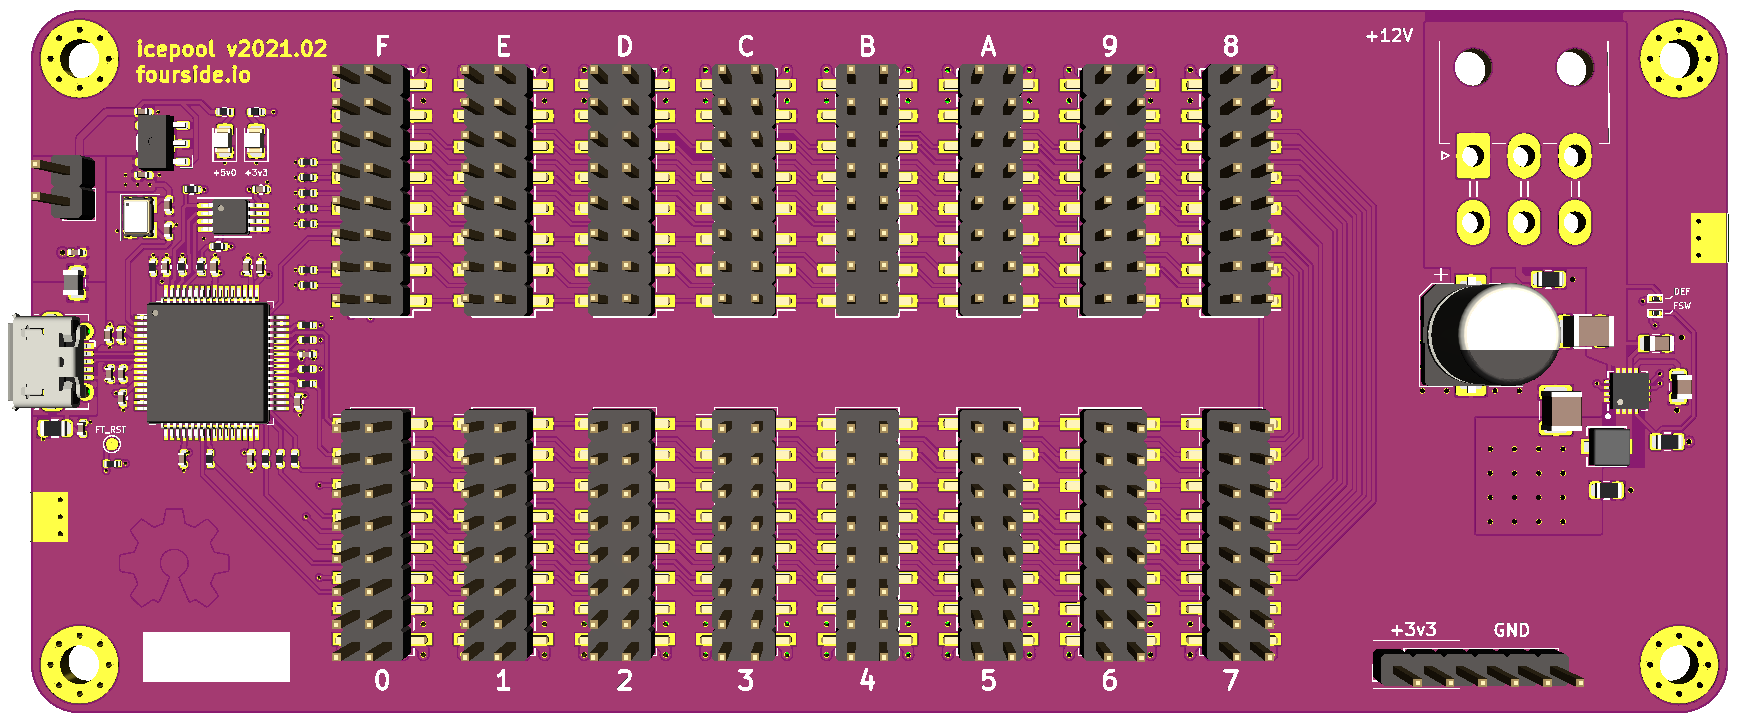 icepool v2021.02
fourside.io
F E D C B A 9 8
+12V
+5v0 +3v3
+
DEF
FSW
FT_RST
+3v3 GND
0 1 2 3 4 5 6 7